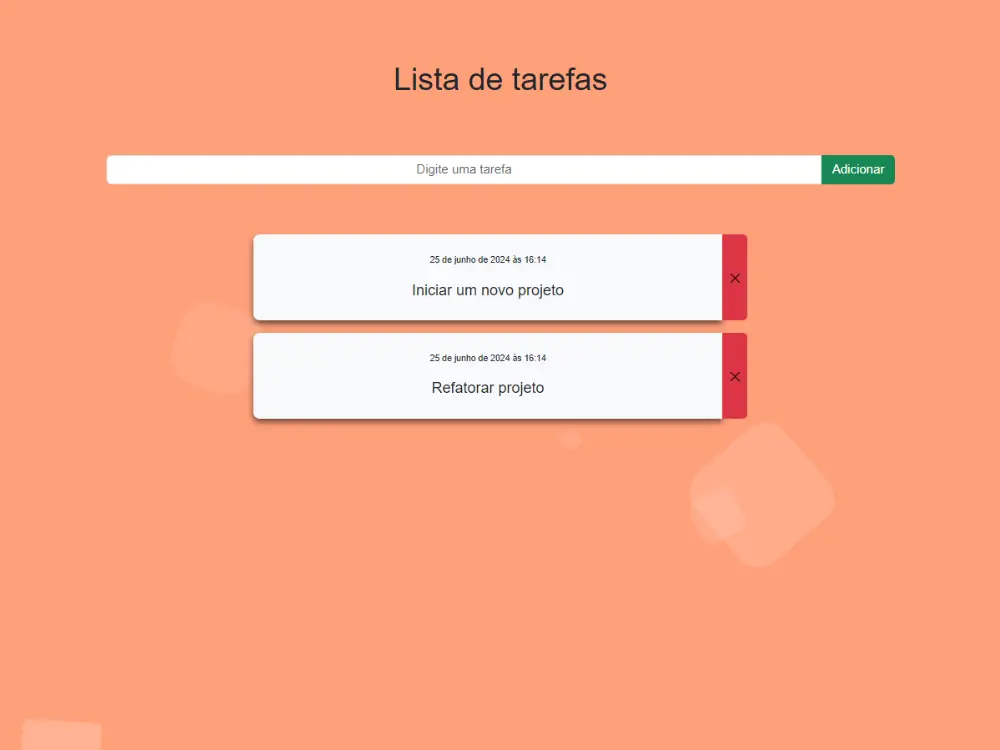 Lista de tarefas
Digite uma tarefa Adicionar
25 de junho de 2024 às 16:14
Iniciar um novo projeto
25 de junho de 2024 às 16:14
Refatorar projeto